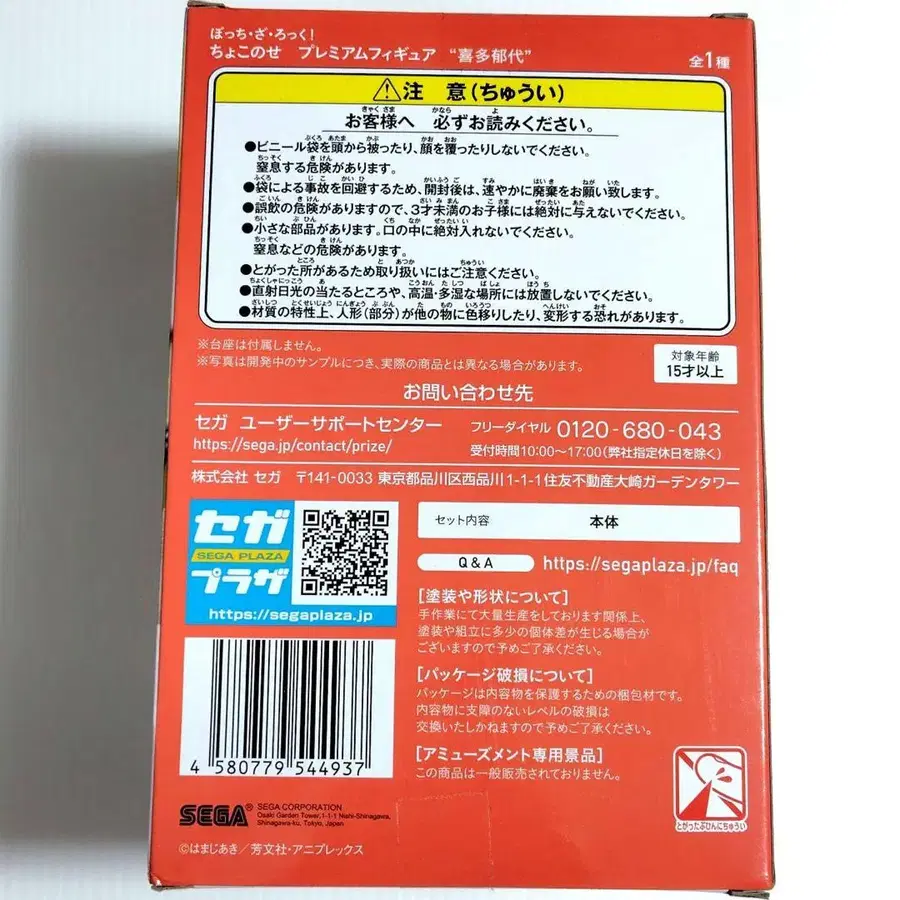 ぼっち・ざ・ろっく!
ちょこのせ プレミアムフィギュア "喜多郁代"
全1種
注 意(ちゅうい)
お客様へ 必ずお読みください。
●ビニール袋を頭から被ったり、顔を覆ったりしないでください。
窒息する危険があります。
●袋による事故を回避するため、開封後は、速やかに廃棄をお願い致します。
●誤飲の危険がありますので、3才未満のお子様には絶対に与えないでください。
●小さな部品があります。口の中に絶対入れないでください。
窒息などの危険があります。
●とがった所があるため取り扱いにはご注意ください。
●直射日光の当たるところや、高温・多湿な場所には放置しないでください。
●材質の特性上、人形(部分)が他の物に色移りしたり、変形する恐れがあります。
※台座は付属しません。
※写真は開発中のサンプルにつき、実際の商品とは異なる場合があります。
対象年齢
15才以上
お問い合わせ先
セガ ユーザーサポートセンター
フリーダイヤル 0120-680-043
https://sega.jp/contact/prize/
受付時間10:00~17:00(弊社指定休日を除く)
株式会社 セガ 〒141-0033 東京都品川区西品川1-1-1住友不動産大崎ガーデンタワー
セガ
SEGA PLAZA
プラザ
https://segaplaza.jp
セット内容 本体
Q&A https://segaplaza.jp/faq
[塗装や形状について]
手作業にて大量生産をしております関係上、
塗装や組立に多少の個体差が生じる場合が
ございますので予めご了承ください。
[パッケージ破損について]
パッケージは内容物を保護するための梱包材です。
内容物に支障のないレベルの破損は
交換いたしかねますので予めご了承ください。
[アミューズメント専用景品]
この商品は一般販売されておりません。
4 580779 544937
とがったぶひんにちゅうい
SEGA®
SEGA CORPORATION
Osaki Garden Tower,1-1-1 Nishi-Shinagawa,
Shinagawa-ku, Tokyo, Japan
©はまじあき/芳文社・アニプレックス